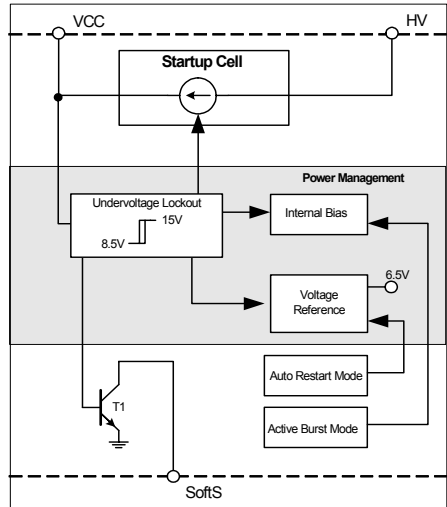 VCC
HV
Startup Cell
Power Management
Undervoltage Lockout
15V
8.5V
Internal Bias
6.5V
Voltage
Reference
Auto Restart Mode
T1
Active Burst Mode
SoftS